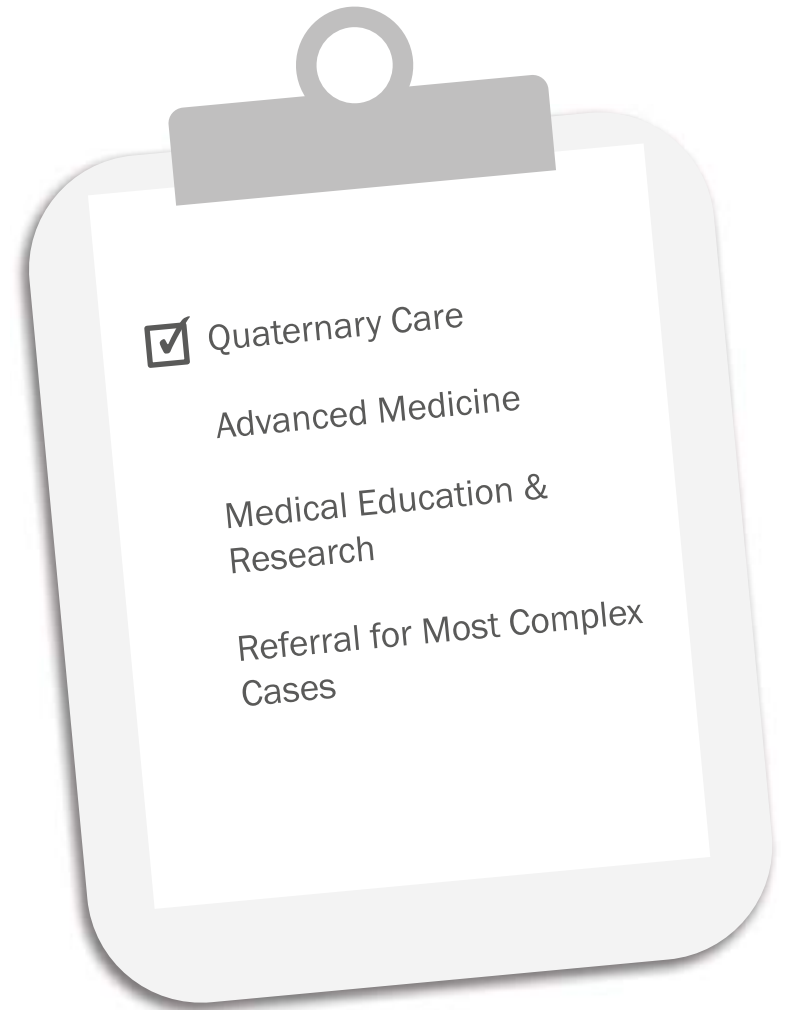 Quaternary Care
Advanced Medicine
Medical Education &
Research
Referral for Most Complex
Cases